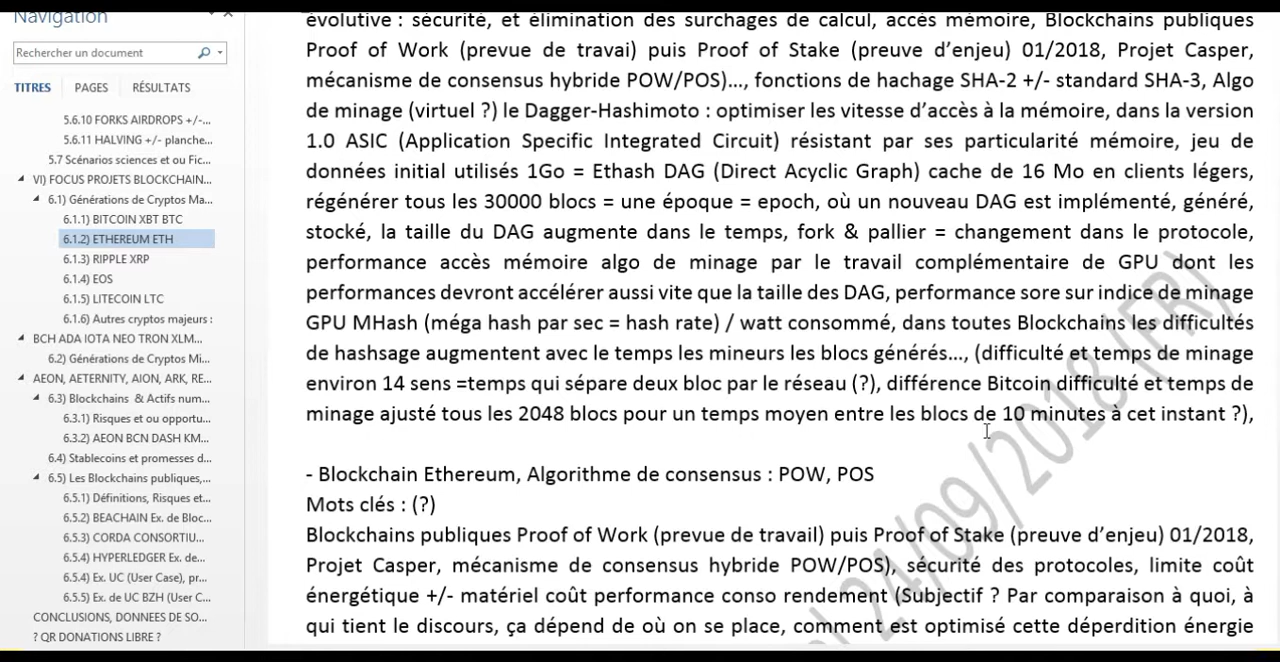 Navigation
Rechercher un document
TITRES PAGES RÉSULTATS
5.6.10 FORKS AIRDROPS +/-...
5.6.11 HALVING +/- planche...
5.7 Scénarios sciences et ou Fic...
VI) FOCUS PROJETS BLOCKCHAIN...
6.1) Générations de Cryptos Ma...
6.1.1) BITCOIN XBT BTC
6.1.2) ETHEREUM ETH
6.1.3) RIPPLE XRP
6.1.4) EOS
6.1.5) LITECOIN LTC
6.1.6) Autres cryptos majeurs :
BCH ADA IOTA NEO TRON XLM...
6.2) Générations de Cryptos Mi...
AEON, AETERNITY, AION, ARK, RE...
6.3) Blockchains & Actifs num...
6.3.1) Risques et ou opportu...
6.3.2) AEON BCN DASH KM...
6.4) Stablecoins et promesses d...
6.5) Les Blockchains publiques,...
6.5.1) Définitions, Risques et...
6.5.2) BEACHAIN Ex. de Bloc...
6.5.3) CORDA CONSORTIU...
6.5.4) HYPERLEDGER Ex. de...
6.5.4) Ex. UC (User Case), pr...
6.5.5) Ex. de UC BZH (User C...
CONCLUSIONS, DONNEES DE SO...
? QR DONATIONS LIBRE ?
évolutive : sécurité, et élimination des surchages de calcul, accès mémoire, Blockchains publiques
Proof of Work (prevue de travai) puis Proof of Stake (preuve d'enjeu) 01/2018, Projet Casper,
mécanisme de consensus hybride POW/POS)..., fonctions de hachage SHA-2 +/- standard SHA-3, Algo
de minage (virtuel ?) le Dagger-Hashimoto : optimiser les vitesse d'accès à la mémoire, dans la version
1.0 ASIC (Application Specific Integrated Circuit) résistant par ses particularité mémoire, jeu de
données initial utilisés 1Go = Ethash DAG (Direct Acyclic Graph) cache de 16 Mo en clients légers,
régénérer tous les 30000 blocs = une époque = epoch, où un nouveau DAG est implémenté, généré,
stocké, la taille du DAG augmente dans le temps, fork & pallier = changement dans le protocole,
performance accès mémoire algo de minage par le travail complémentaire de GPU dont les
performances devront accélérer aussi vite que la taille des DAG, performance sore sur indice de minage
GPU MHash (méga hash par sec = hash rate) / watt consommé, dans toutes Blockchains les difficultés
de hashsage augmentent avec le temps les mineurs les blocs générés..., (difficulté et temps de minage
environ 14 sens =temps qui sépare deux bloc par le réseau (?), différence Bitcoin difficulté et temps de
minage ajusté tous les 2048 blocs pour un temps moyen entre les blocs de 10 minutes à cet instant ?),
- Blockchain Ethereum, Algorithme de consensus : POW, POS
Mots clés : (?)
Blockchains publiques Proof of Work (prevue de travail) puis Proof of Stake (preuve d'enjeu) 01/2018,
Projet Casper, mécanisme de consensus hybride POW/POS), sécurité des protocoles, limite coût
énergétique +/- matériel coût performance conso rendement (Subjectif ? Par comparaison à quoi, à
qui tient le discours, ça dépend de où on se place, comment est optimisé cette déperdition énergie
24/09/2018 (FR)